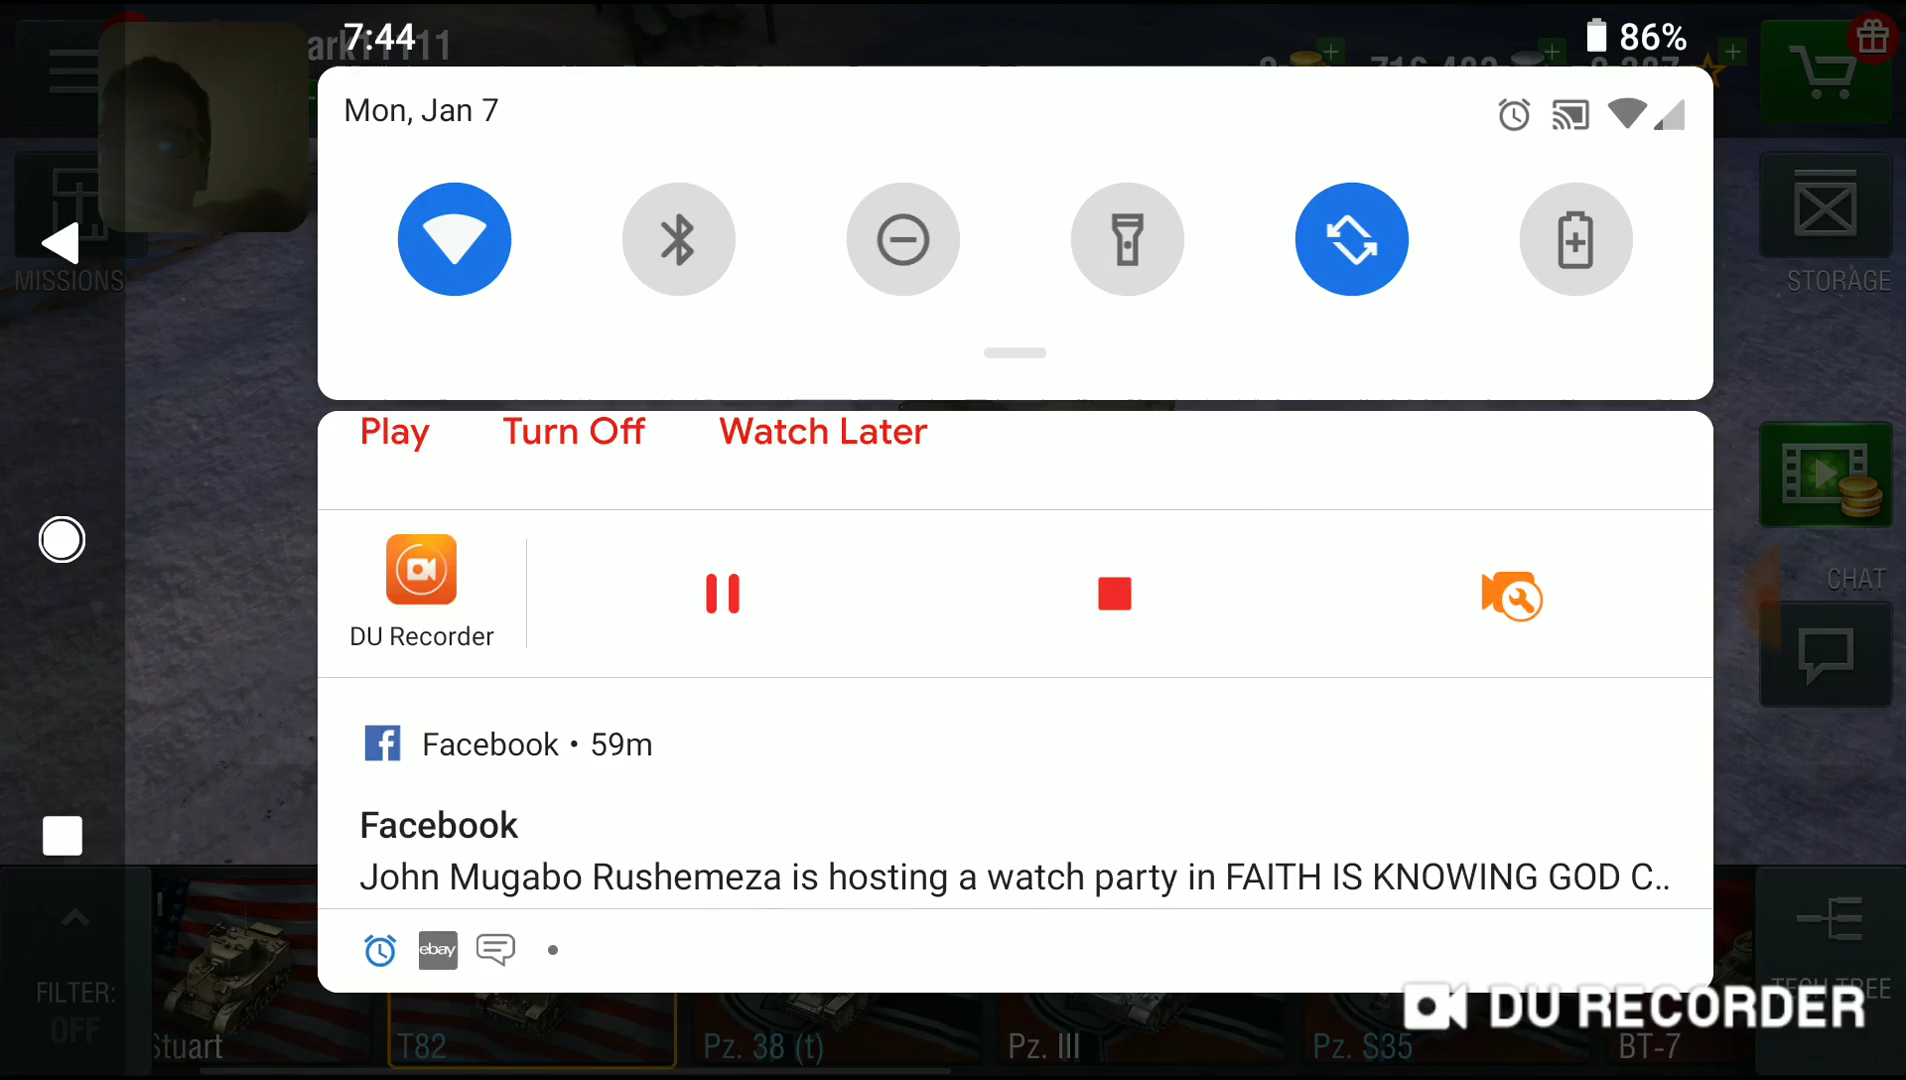 7:44
86%
Mon, Jan 7
MISSIONS
STORAGE
Play Turn Off Watch Later
DU Recorder
CHAT
Facebook • 59m
Facebook
John Mugabo Rushemeza is hosting a watch party in FAITH IS KNOWING GOD C..
ebay
FILTER:
OFF
Stuart
T82
Pz. 38 (t)
Pz. III
Pz. S35
BT-7
TECH TREE
DU RECORDER